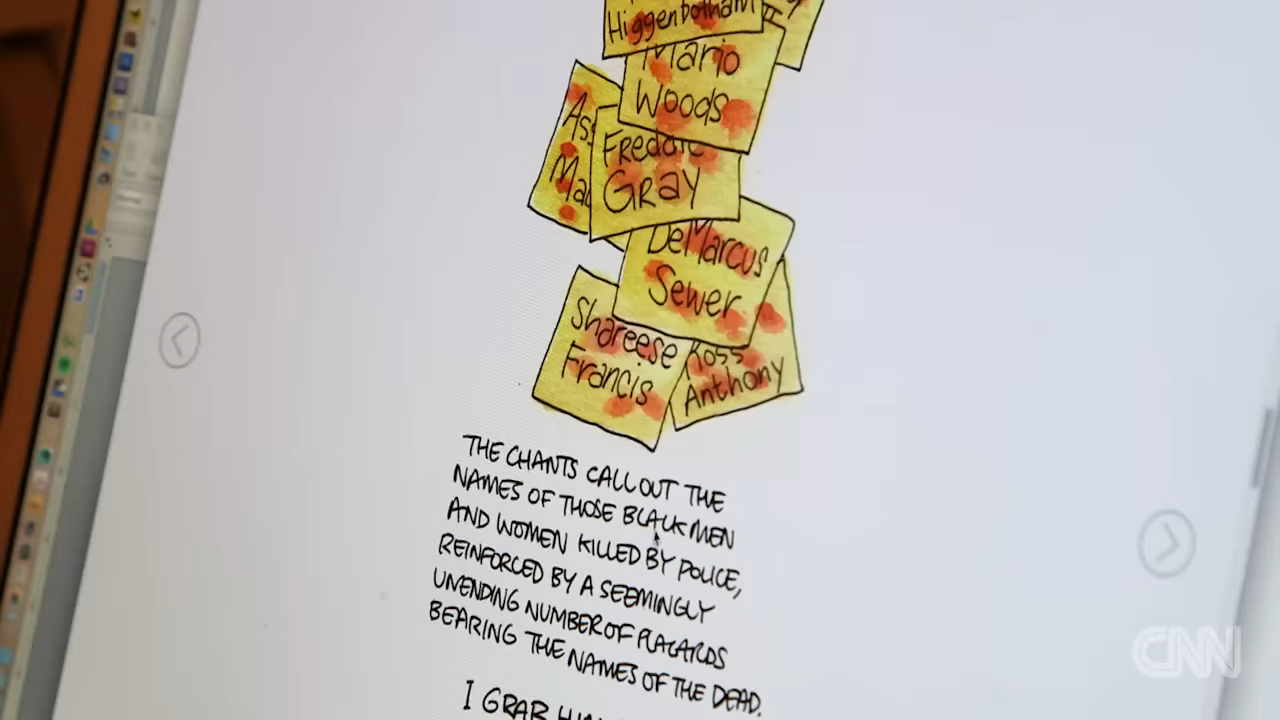 Higgenbotham
Mario
Woods
Freddie
Gray
DeMarcus
Sewer
Shareese
Francis
Ross
Anthony
THE CHANTS CALL OUT THE
NAMES OF THOSE BLACK MEN
AND WOMEN KILLED BY POLICE,
REINFORCED BY A SEEMINGLY
UNENDING NUMBER OF PLACARDS
BEARING THE NAMES OF THE DEAD.
I GRAB
CNN